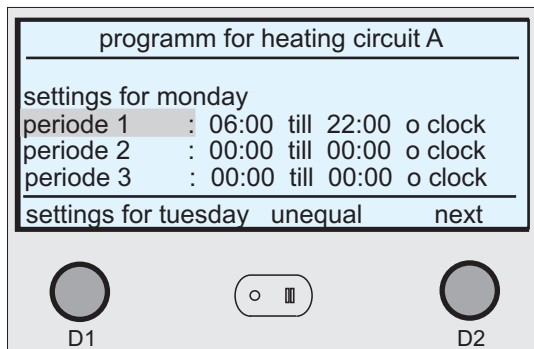 programm for heating circuit A
settings for monday
periode 1 : 06:00 till 22:00 o clock
periode 2 : 00:00 till 00:00 o clock
periode 3 : 00:00 till 00:00 o clock
settings for tuesday unequal next
D1 D2